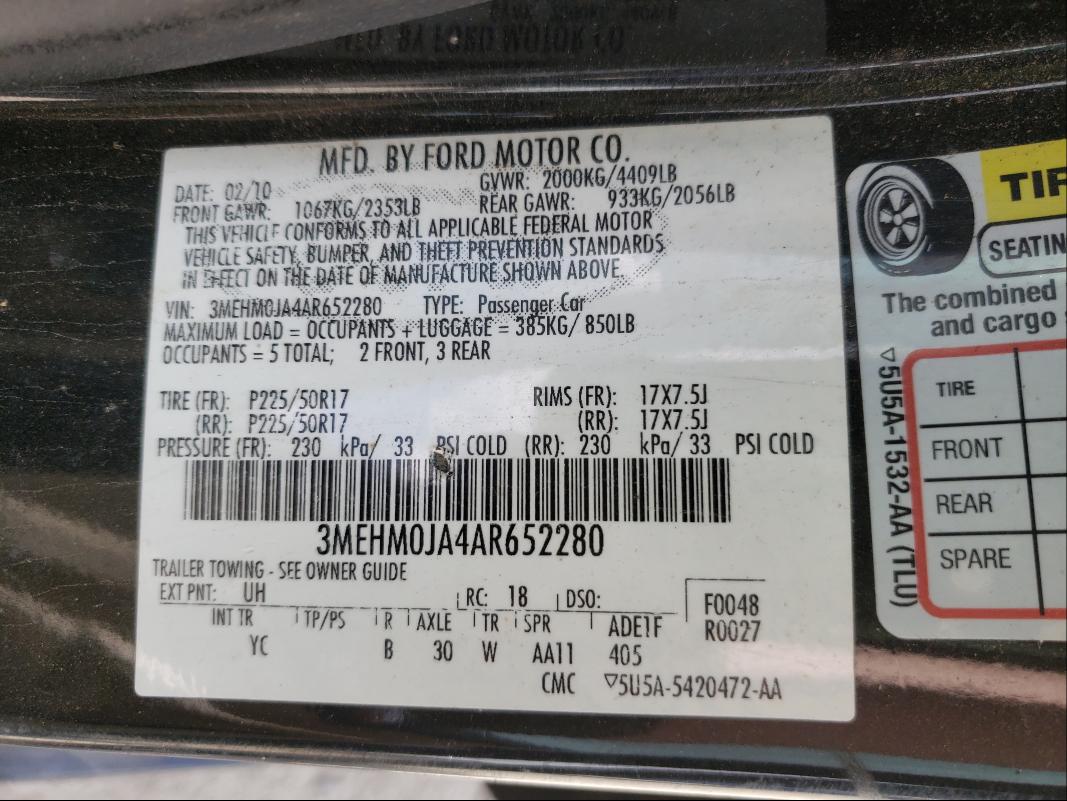 MFD. BY FORD MOTOR CO.
DATE: 02/10 GVWR: 2000KG/4409LB
FRONT GAWR: 1067KG/2353LB REAR GAWR: 933KG/2056LB
THIS VEHICLE CONFORMS TO ALL APPLICABLE FEDERAL MOTOR
VEHICLE SAFETY, BUMPER, AND THEFT PREVENTION STANDARDS
IN EFFECT ON THE DATE OF MANUFACTURE SHOWN ABOVE.
VIN: 3MEHM0JA4AR652280 TYPE: Passenger Car
MAXIMUM LOAD = OCCUPANTS + LUGGAGE = 385KG/ 850LB
OCCUPANTS = 5 TOTAL; 2 FRONT, 3 REAR
TIRE (FR): P225/50R17 RIMS (FR): 17X7.5J
(RR): P225/50R17 (RR): 17X7.5J
PRESSURE (FR): 230 kPa/ 33 PSI COLD (RR): 230 kPa/ 33 PSI COLD
3MEHM0JA4AR652280
TRAILER TOWING - SEE OWNER GUIDE
EXT PNT: UH RC: 18 DSO: F0048
INT TR TP/PS R AXLE TR SPR ADE1F R0027
YC B 30 W AA11 405
CMC ▽5U5A-5420472-AA
TIR
SEATIN
The combined
and cargo
▽5U5A-1532-AA (TLU)
TIRE
FRONT
REAR
SPARE